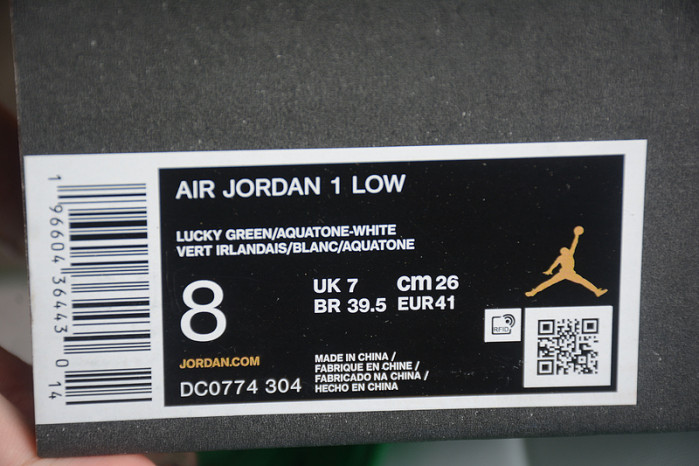 AIR JORDAN 1 LOW
LUCKY GREEN/AQUATONE-WHITE
VERT IRLANDAIS/BLANC/AQUATONE
8
UK 7 cm 26
BR 39.5 EUR 41
JORDAN.COM
DC0774 304
MADE IN CHINA /
FABRIQUE EN CHINE /
FABRICADO NA CHINA /
HECHO EN CHINA
RFID
1 96604 36443 0 14